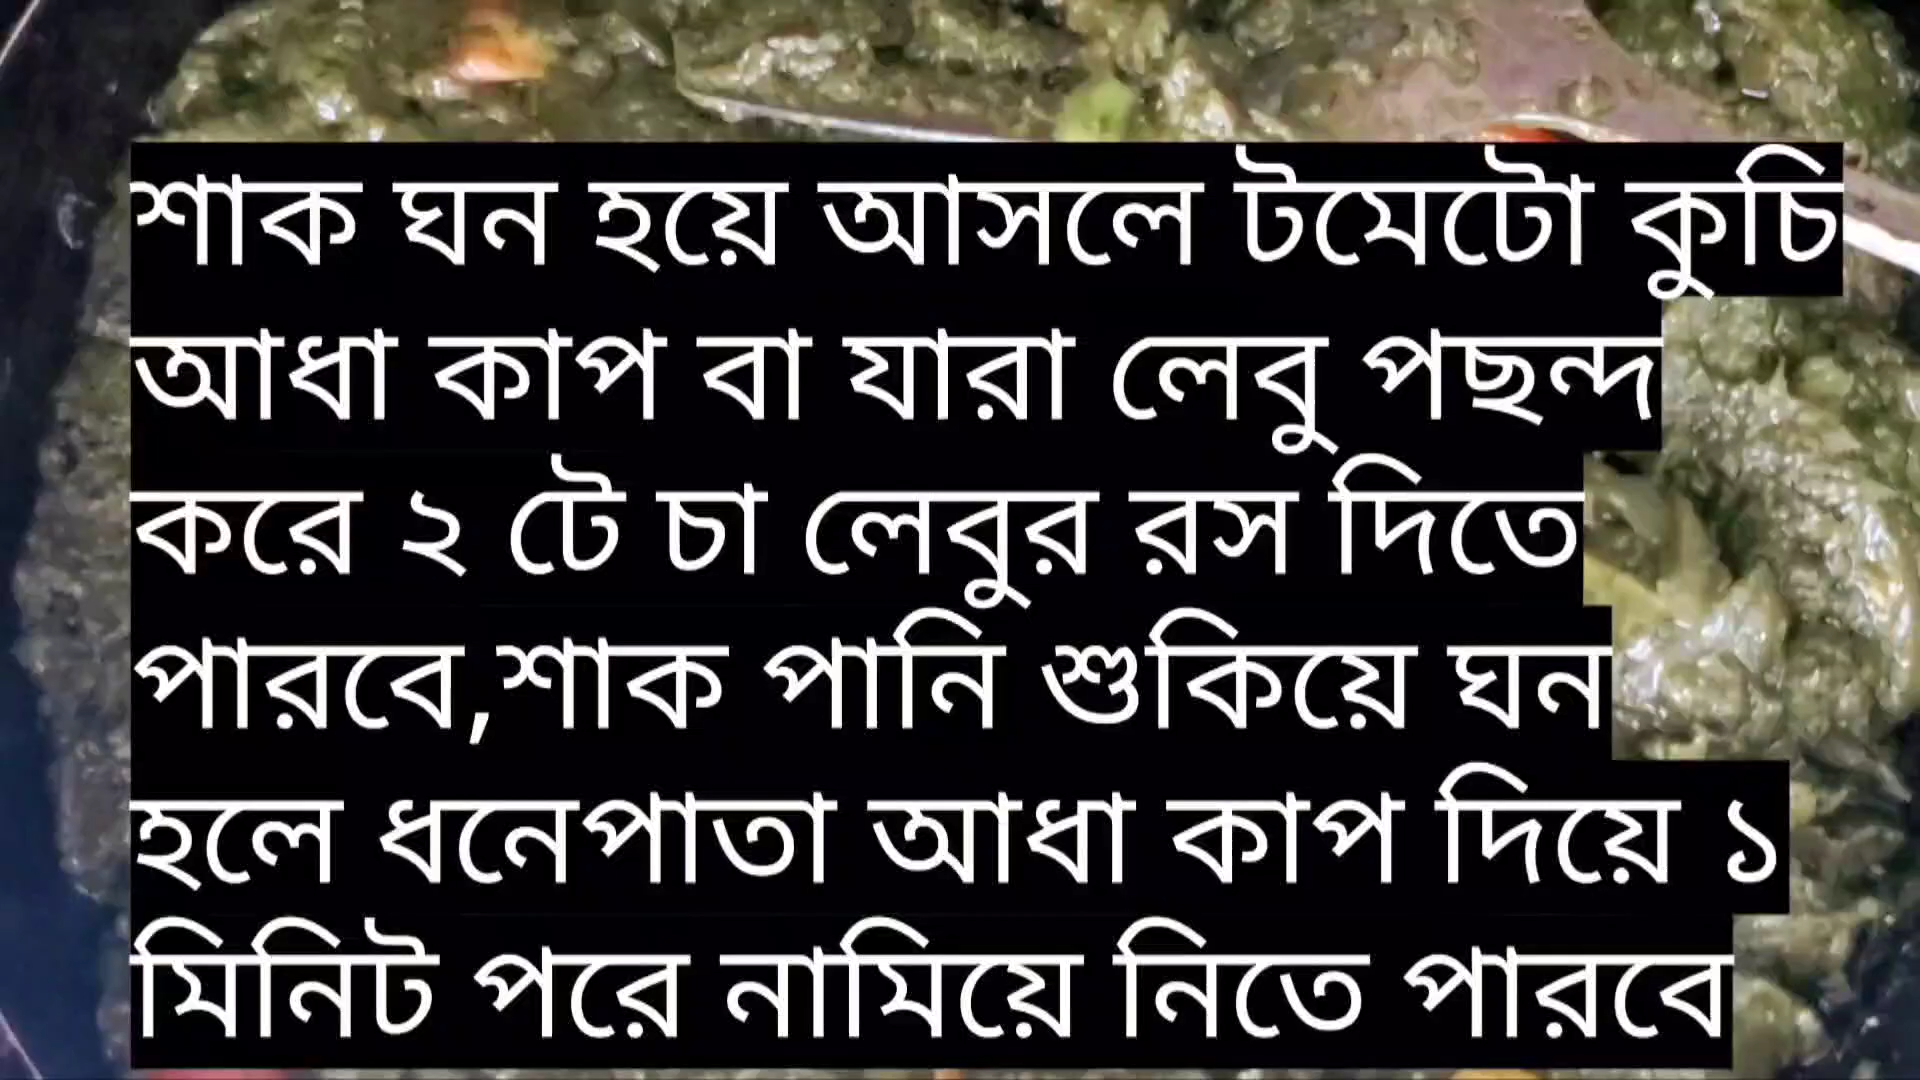 শাক ঘন হয়ে আসলে টমেটো কুচি
আধা কাপ বা যারা লেবু পছন্দ
করে ২ টে চা লেবুর রস দিতে
পারবে,শাক পানি শুকিয়ে ঘন
হলে ধনেপাতা আধা কাপ দিয়ে ১
মিনিট পরে নামিয়ে নিতে পারবে